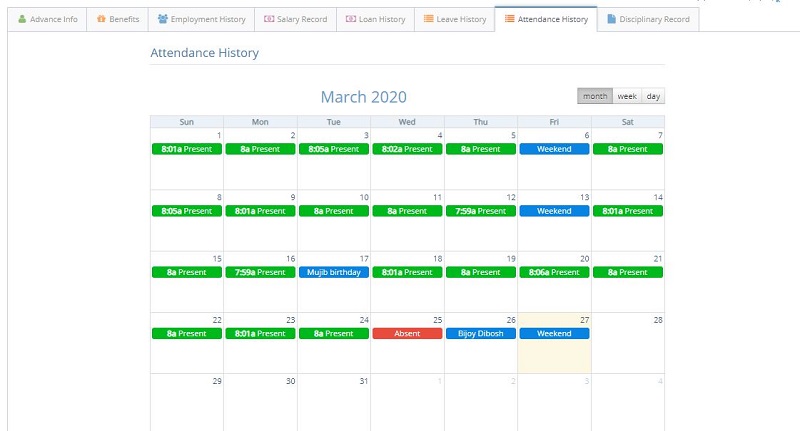 Advance Info Benefits Employment History Salary Record Loan History Leave History Attendance History Disciplinary Record
Attendance History
March 2020
month week day
Sun Mon Tue Wed Thu Fri Sat
1 2 3 4 5 6 7
8:01a Present 8a Present 8:05a Present 8:02a Present 8a Present Weekend 8a Present
8 9 10 11 12 13 14
8:05a Present 8:01a Present 8a Present 8a Present 7:59a Present Weekend 8:01a Present
15 16 17 18 19 20 21
8a Present 7:59a Present Mujib birthday 8:01a Present 8a Present 8:06a Present 8a Present
22 23 24 25 26 27 28
8a Present 8:01a Present 8a Present Absent Bijoy Dibosh Weekend
29 30 31 1 2 3 4